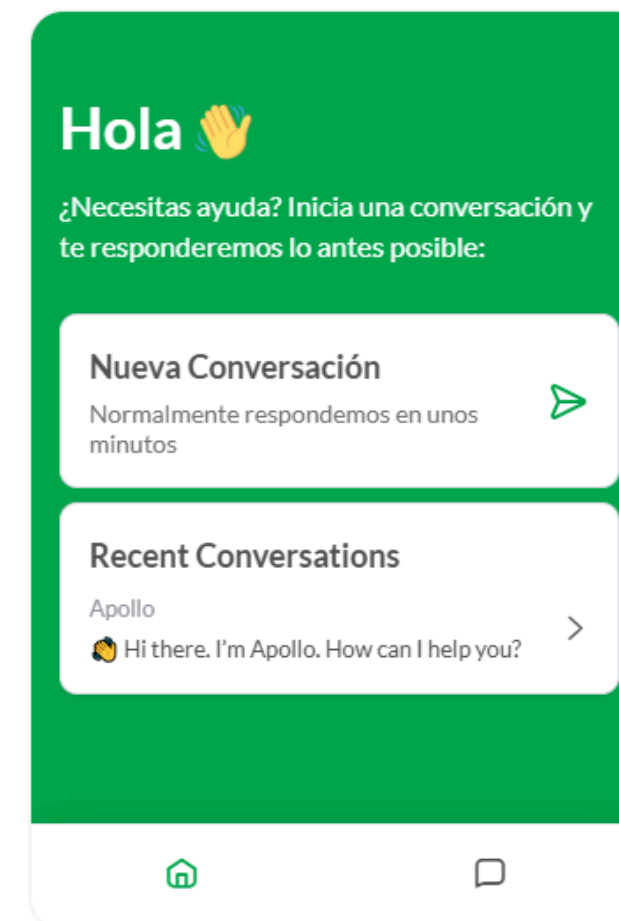 Hola 👋
¿Necesitas ayuda? Inicia una conversación y
te responderemos lo antes posible:
Nueva Conversación
Normalmente respondemos en unos
minutos
Recent Conversations
Apollo
👋 Hi there. I’m Apollo. How can I help you?